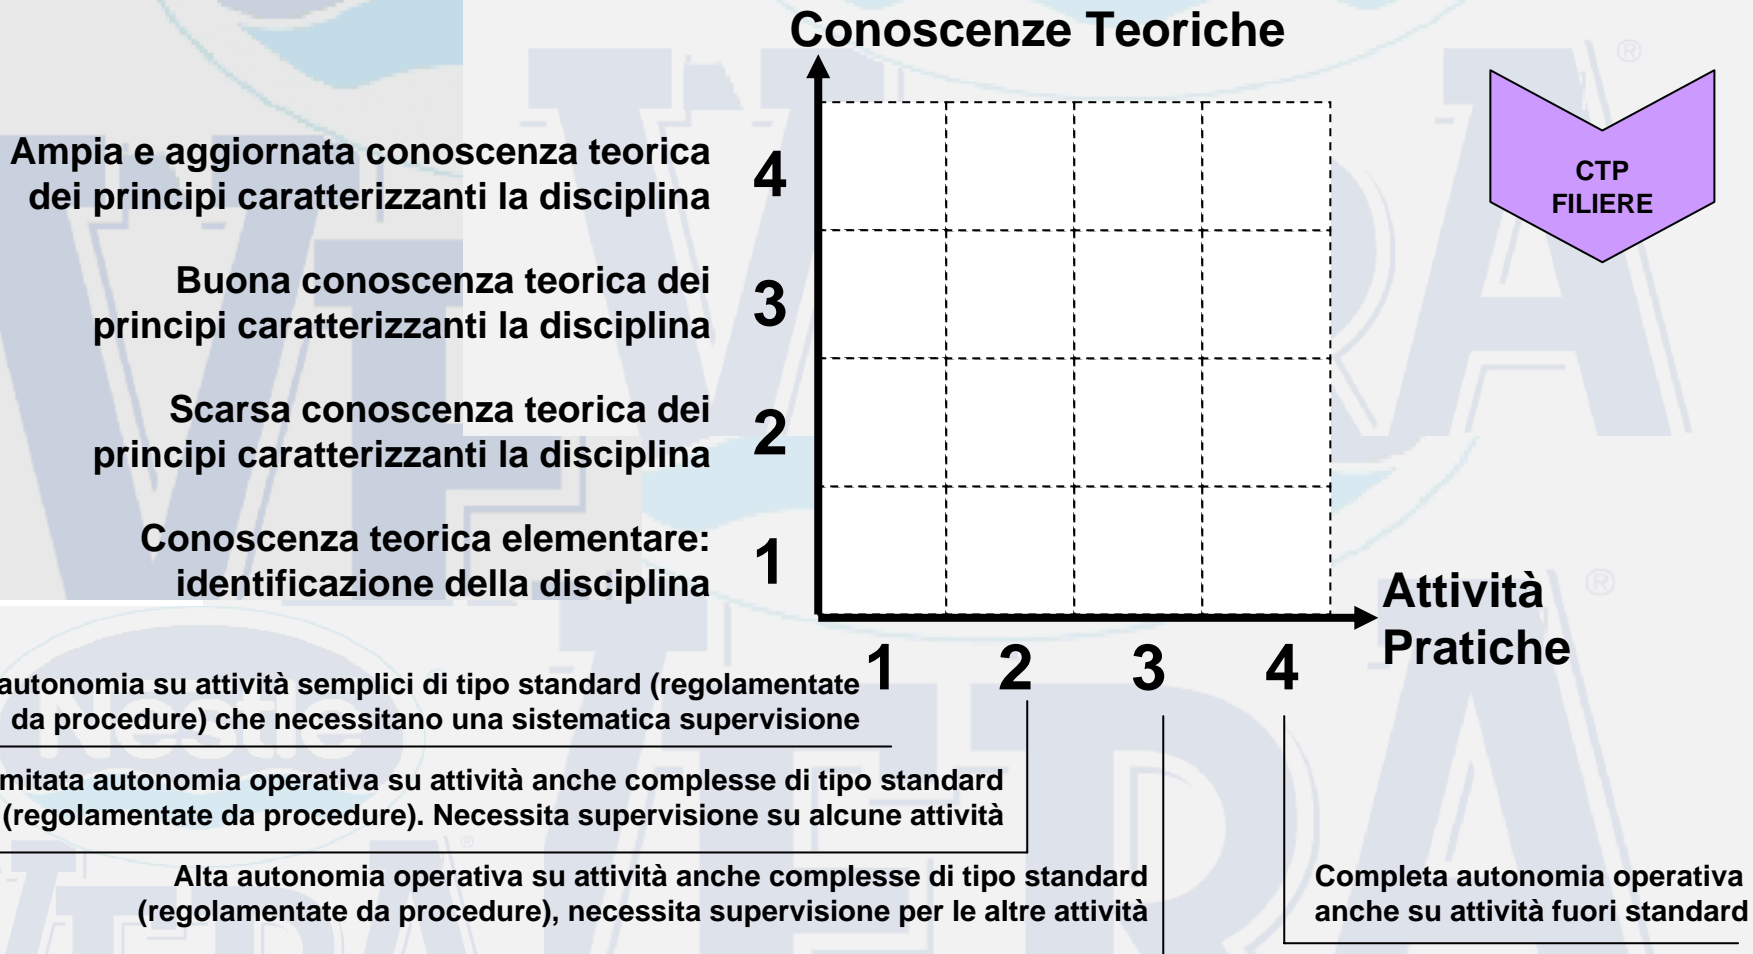 Conoscenze Teoriche
CTP
FILIERE
Ampia e aggiornata conoscenza teorica
dei principi caratterizzanti la disciplina
4
Buona conoscenza teorica dei
principi caratterizzanti la disciplina
3
Scarsa conoscenza teorica dei
principi caratterizzanti la disciplina
2
Conoscenza teorica elementare:
identificazione della disciplina
1
Attività
Pratiche
1 2 3 4
autonomia su attività semplici di tipo standard (regolamentate
da procedure) che necessitano una sistematica supervisione
mitata autonomia operativa su attività anche complesse di tipo standard
(regolamentate da procedure). Necessita supervisione su alcune attività
Alta autonomia operativa su attività anche complesse di tipo standard
(regolamentate da procedure), necessita supervisione per le altre attività
Completa autonomia operativa
anche su attività fuori standard
VERA
®
Nestlé
VERA
®
VERA
®